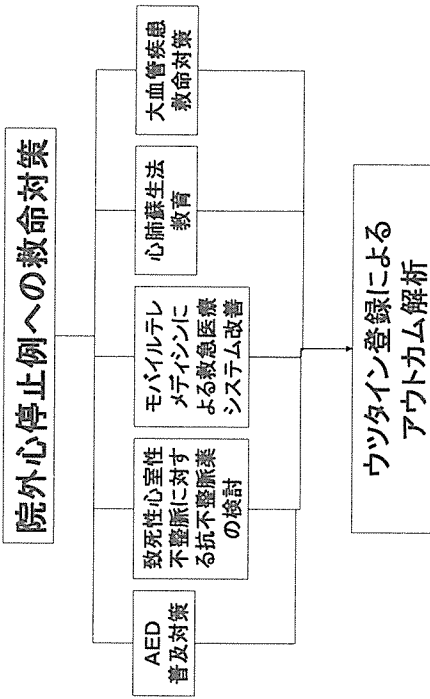 院外心停止例への救命対策
AED
普及対策
致死性心室性
不整脈に対す
る抗不整脈薬
の検討
モバイルテレ
メディシンに
よる救急医療
システム改善
心肺蘇生法
教育
大血管疾患
救命対策
ウツタイン登録による
アウトカム解析